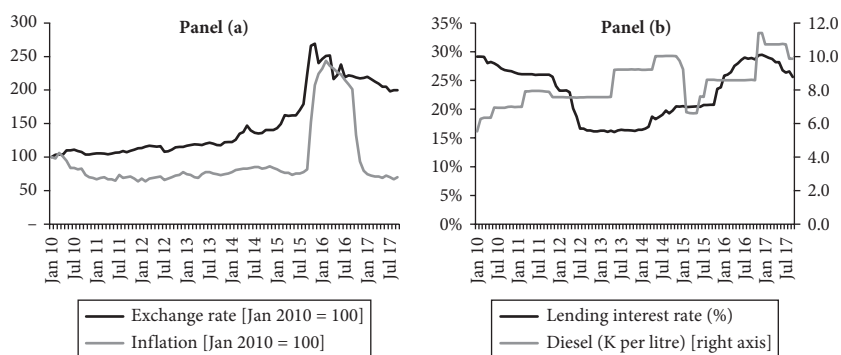 Panel (a)
300
250
200
150
100
50
–
Jan 10
Jul 10
Jan 11
Jul 11
Jan 12
Jul 12
Jan 13
Jul 13
Jan 14
Jul 14
Jan 15
Jul 15
Jan 16
Jul 16
Jan 17
Jul 17
Exchange rate [Jan 2010 = 100]
Inflation [Jan 2010 = 100]
Panel (b)
35%
30%
25%
20%
15%
10%
5%
0%
12.0
10.0
8.0
6.0
4.0
2.0
0.0
Jan 10
Jul 10
Jan 11
Jul 11
Jan 12
Jul 12
Jan 13
Jul 13
Jan 14
Jul 14
Jan 15
Jul 15
Jan 16
Jul 16
Jan 17
Jul 17
Lending interest rate (%)
Diesel (K per litre) [right axis]